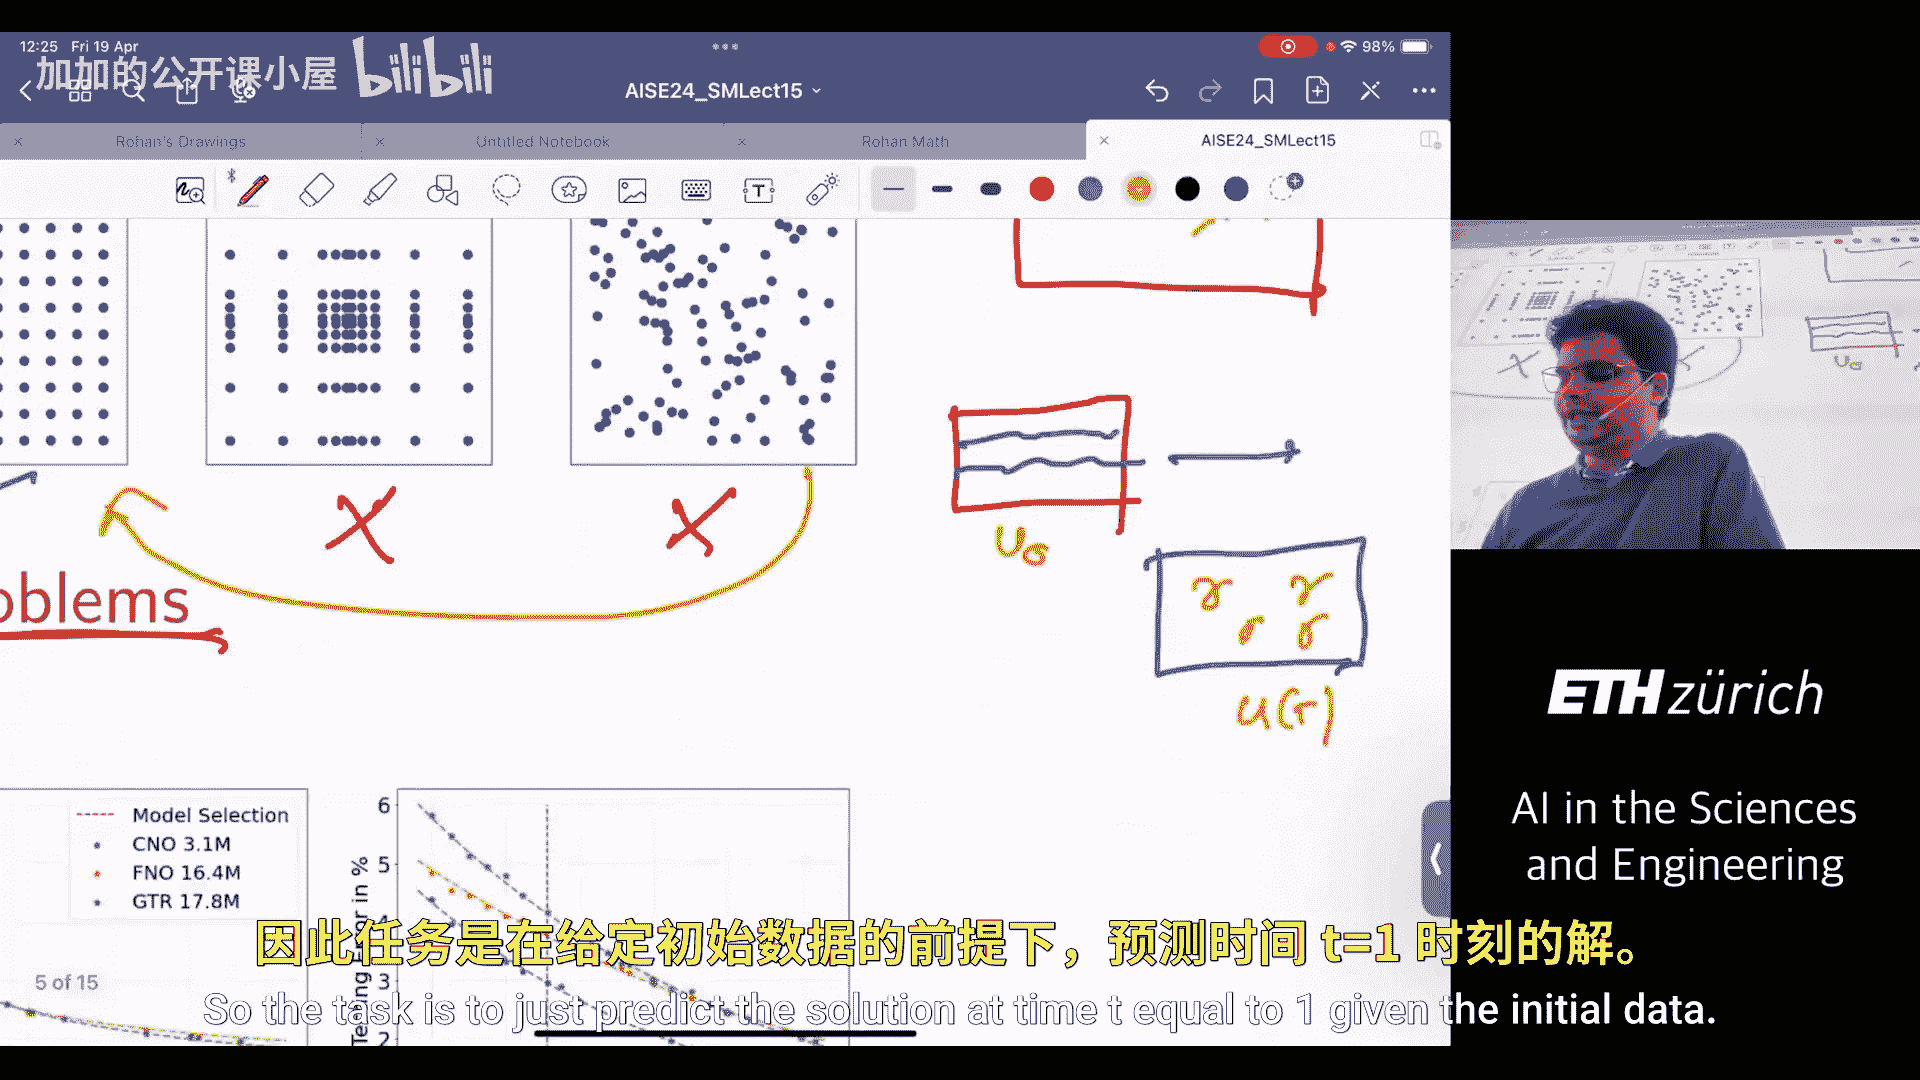 12:25 Fri 19 Apr
98%
加加的公开课小屋 bilibili
AISE24_SMLect15
Rohan's Drawings
Untitled Notebook
Rohan Math
AISE24_SMLect15
X
X
U₀
oblems
U(T)
Model Selection
CNO 3.1M
FNO 16.4M
GTR 17.8M
6
5
4
3
2
5 of 15
因此任务是在给定初始数据的前提下，预测时间 t=1 时刻的解。
So the task is to just predict the solution at time t equal to 1 given the initial data.
ETH zürich
AI in the Sciences
and Engineering